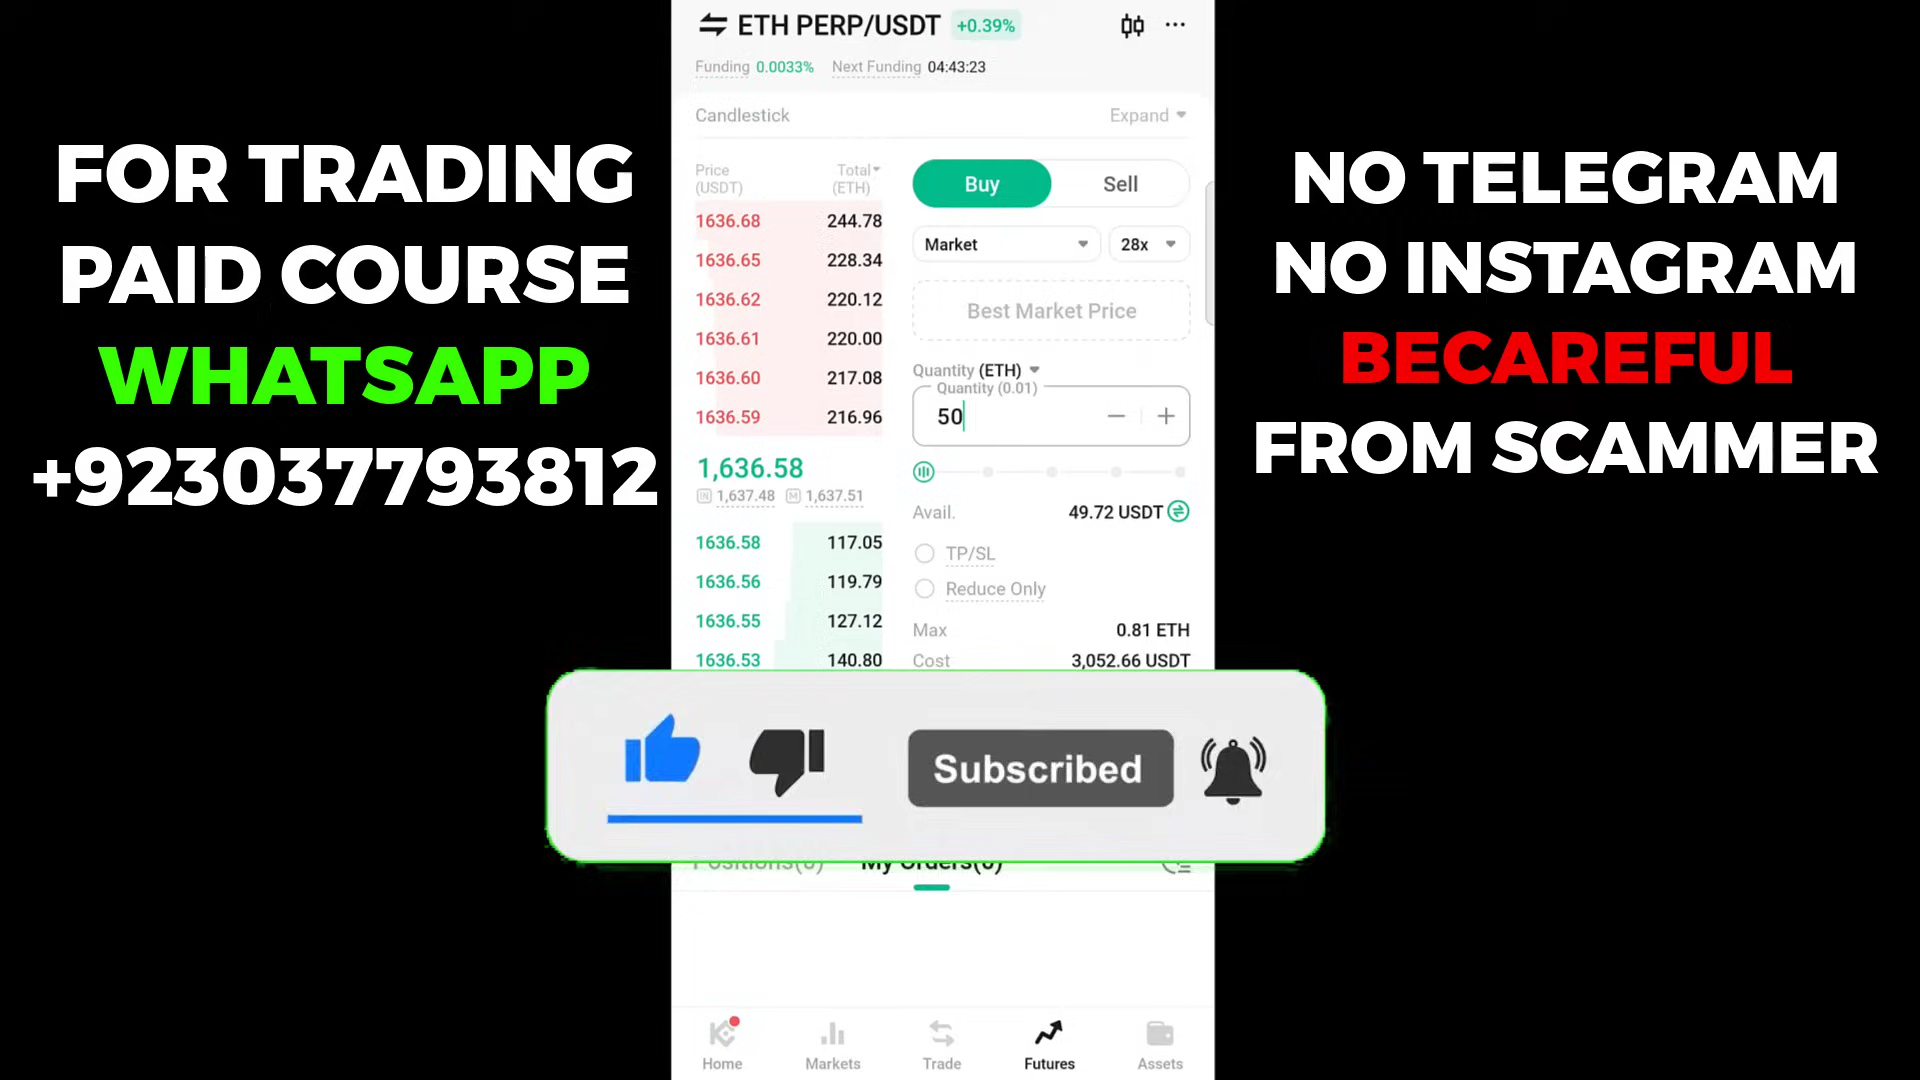 FOR TRADING
PAID COURSE
WHATSAPP
+923037793812
ETH PERP/USDT +0.39%
Funding 0.0033% Next Funding 04:43:23
Candlestick Expand
Price (USDT) Total (ETH)
1636.68 244.78
1636.65 228.34
1636.62 220.12
1636.61 220.00
1636.60 217.08
1636.59 216.96
1,636.58
IN 1,637.48 M 1,637.51
1636.58 117.05
1636.56 119.79
1636.55 127.12
1636.53 140.80
Buy Sell
Market 28x
Best Market Price
Quantity (ETH)
Quantity (0.01)
50
Avail. 49.72 USDT
TP/SL
Reduce Only
Max 0.81 ETH
Cost 3,052.66 USDT
Subscribed
Positions(0) My Orders(0)
Home Markets Trade Futures Assets
NO TELEGRAM
NO INSTAGRAM
BECAREFUL
FROM SCAMMER